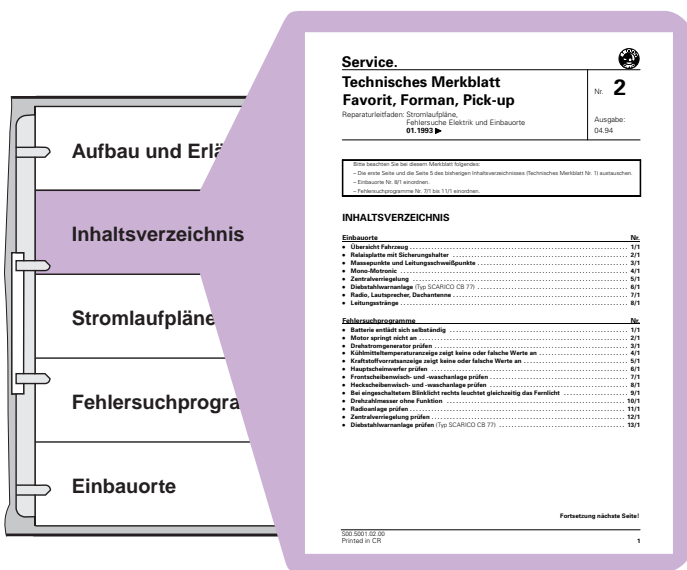 Aufbau und Erlä
Inhaltsverzeichnis
Stromlaufpläne
Fehlersuchprogra
Einbauorte
Service.
Technisches Merkblatt
Favorit, Forman, Pick-up
Reparaturleitfaden: Stromlaufpläne,
Fehlersuche Elektrik und Einbauorte
01.1993 ▶
Nr. 2
Ausgabe:
04.94
Bitte beachten Sie bei diesem Merkblatt folgendes:
– Die erste Seite und die Seite 5 des bisherigen Inhaltsverzeichnisses (Technisches Merkblatt Nr. 1) austauschen.
– Einbauorte Nr. 8/1 einordnen.
– Fehlersuchprogramme Nr. 7/1 bis 11/1 einordnen.
INHALTSVERZEICHNIS
Einbauorte Nr.
• Übersicht Fahrzeug 1/1
• Relaisplatte mit Sicherungshalter 2/1
• Massepunkte und Leitungsschweißpunkte 3/1
• Mono-Motronic 4/1
• Zentralverriegelung 5/1
• Diebstahlwarnanlage (Typ SCARICO CB 77) 6/1
• Radio, Lautsprecher, Dachantenne 7/1
• Leitungsstränge 8/1
Fehlersuchprogramme Nr.
• Batterie entlädt sich selbständig 1/1
• Motor springt nicht an 2/1
• Drehstromgenerator prüfen 3/1
• Kühlmitteltemperaturanzeige zeigt keine oder falsche Werte an 4/1
• Kraftstoffvorratsanzeige zeigt keine oder falsche Werte an 5/1
• Hauptscheinwerfer prüfen 6/1
• Frontscheibenwisch- und -waschanlage prüfen 7/1
• Heckscheibenwisch- und -waschanlage prüfen 8/1
• Bei eingeschaltetem Blinklicht rechts leuchtet gleichzeitig das Fernlicht 9/1
• Drehzahlmesser ohne Funktion 10/1
• Radioanlage prüfen 11/1
• Zentralverriegelung prüfen 12/1
• Diebstahlwarnanlage prüfen (Typ SCARICO CB 77) 13/1
Fortsetzung nächste Seite!
S00.5001.02.00
Printed in CR 1